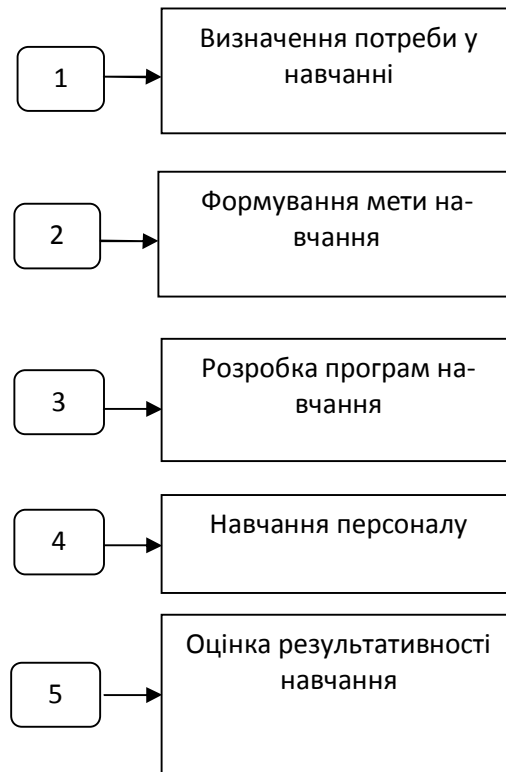 1
Визначення потреби у
навчанні
2
Формування мети на-
вчання
3
Розробка програм на-
вчання
4
Навчання персоналу
5
Оцінка результативності
навчання